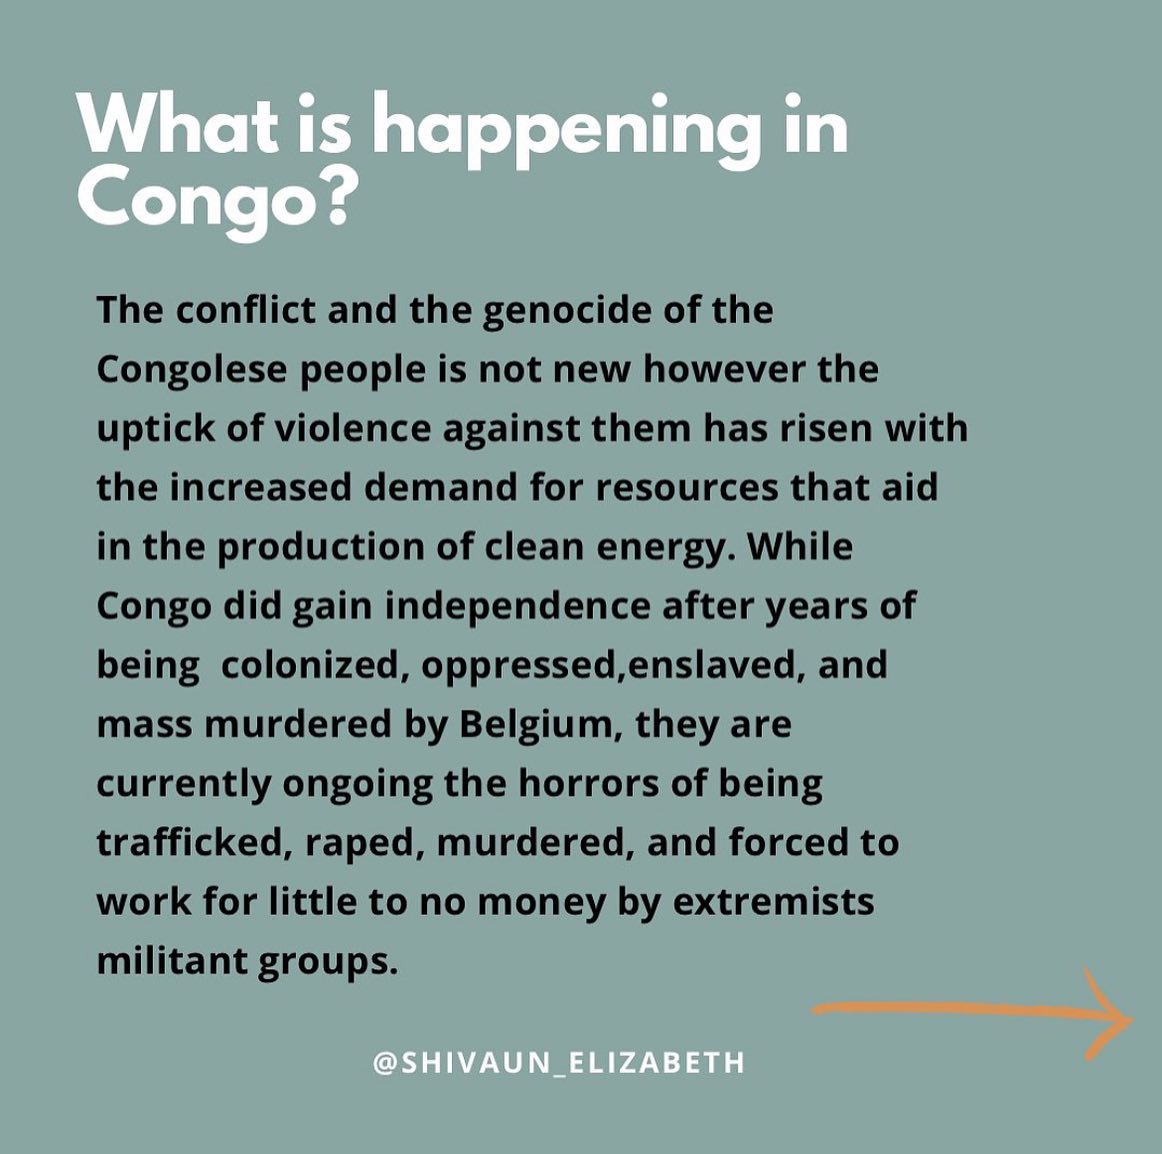 What is happening in
Congo?
The conflict and the genocide of the
Congolese people is not new however the
uptick of violence against them has risen with
the increased demand for resources that aid
in the production of clean energy. While
Congo did gain independence after years of
being  colonized, oppressed,enslaved, and
mass murdered by Belgium, they are
currently ongoing the horrors of being
trafficked, raped, murdered, and forced to
work for little to no money by extremists
militant groups.
@SHIVAUN_ELIZABETH